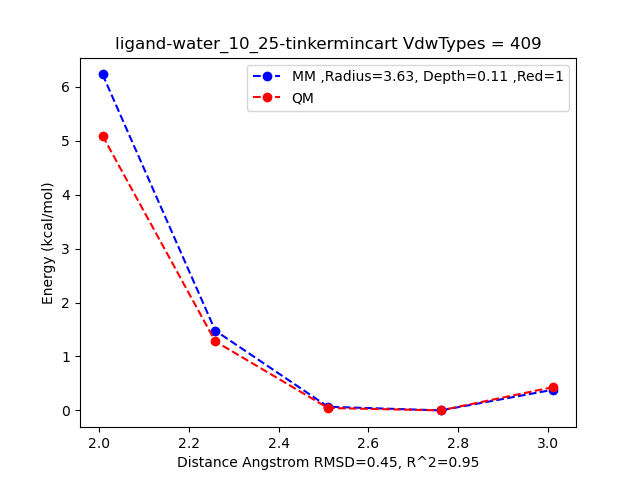 ligand-water_10_25-tinkermincart VdwTypes = 409
MM ,Radius=3.63, Depth=0.11 ,Red=1
QM
Energy (kcal/mol)
6
5
4
3
2
1
0
2.0 2.2 2.4 2.6 2.8 3.0
Distance Angstrom RMSD=0.45, R^2=0.95